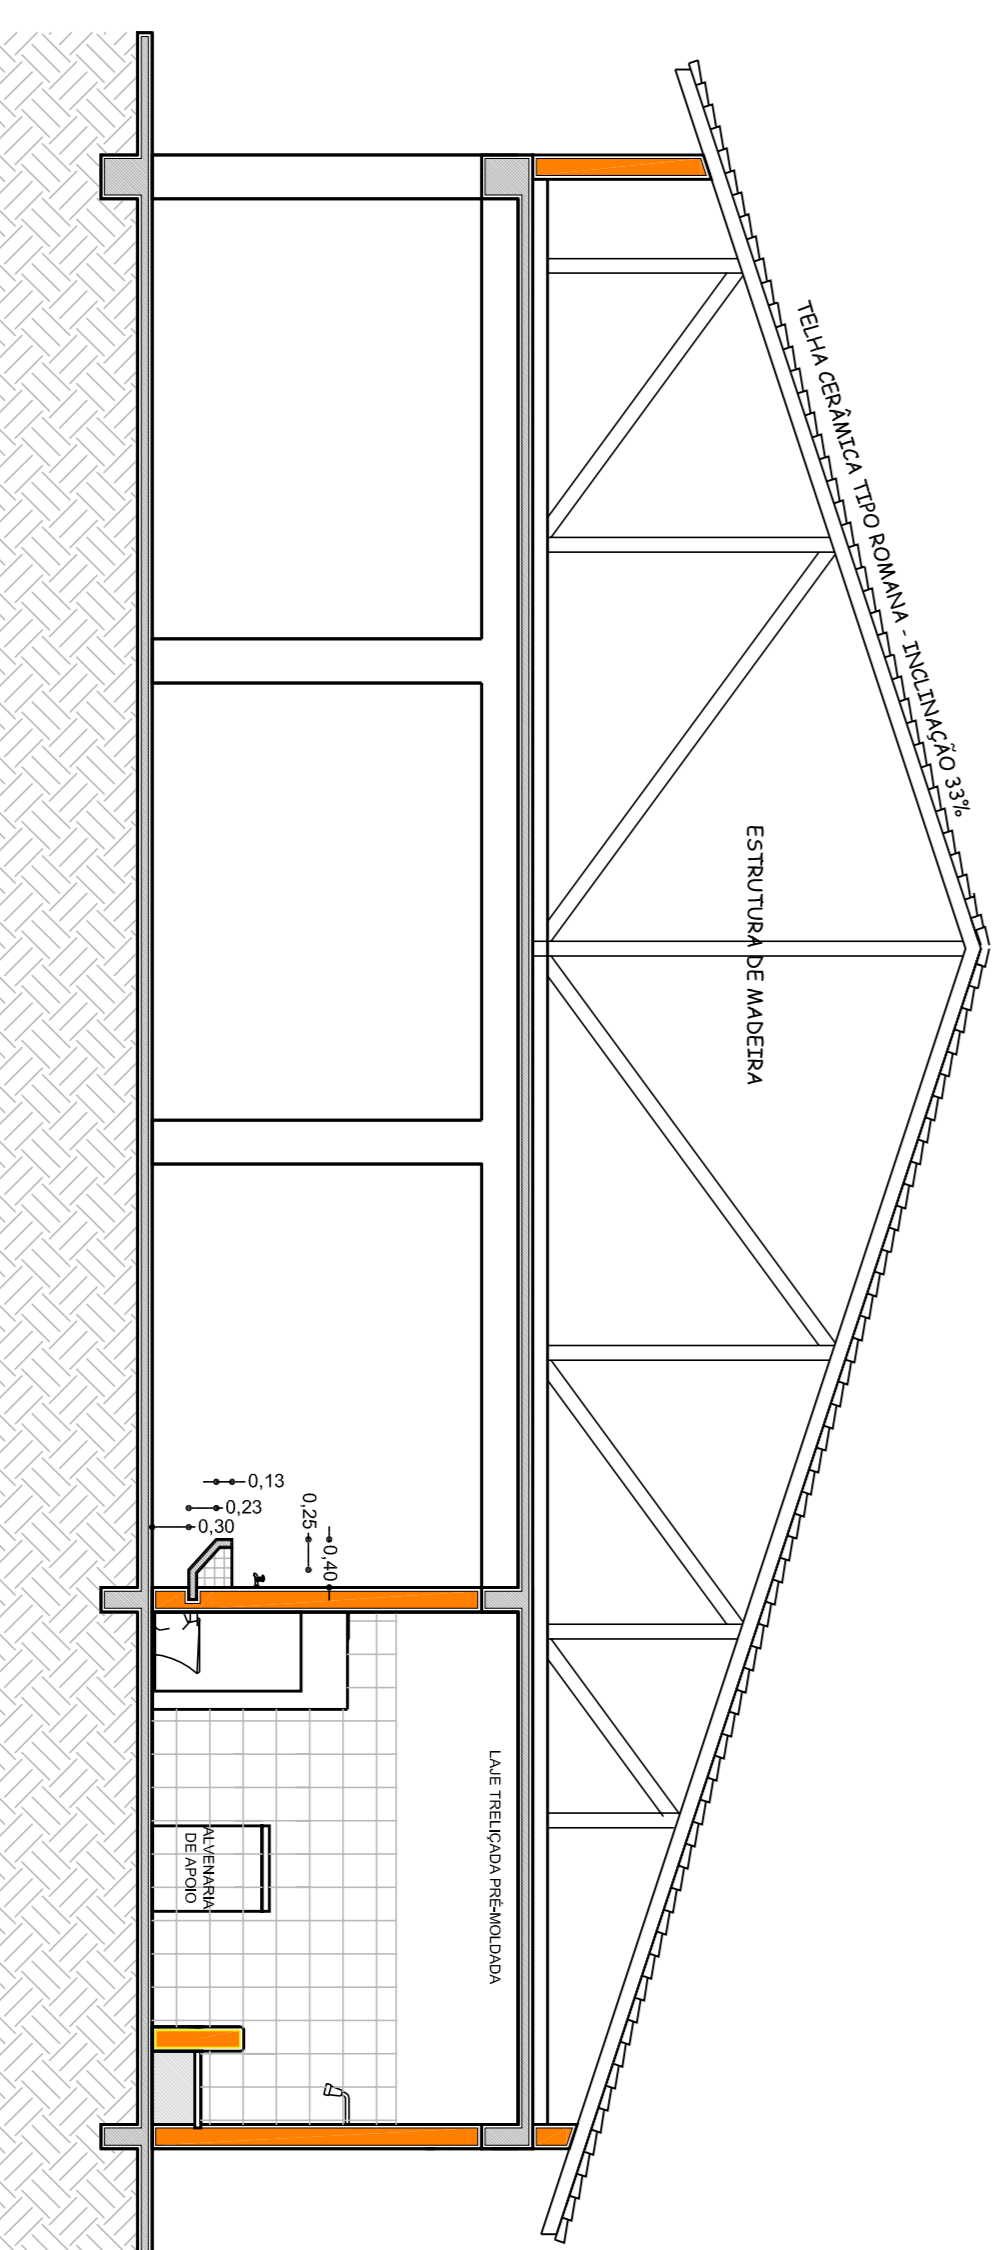 TELHA CERÂMICA TIPO ROMANA - INCLINAÇÃO 33%
ESTRUTURA DE MADEIRA
0,13
0,23
0,30
0,25
0,40
LAJE TRELIÇADA PRÉ-MOLDADA
ALVENARIA
DE APOIO